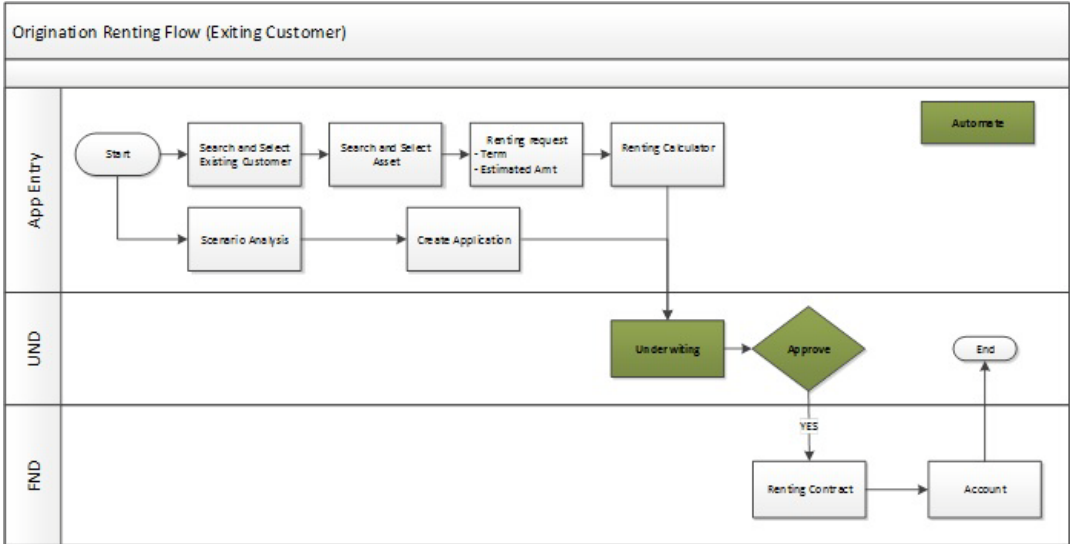 Origination Renting Flow (Exiting Customer)
App Entry
Automate
Start
Search and Select
Existing Customer
Search and Select
Asset
Renting request
- Term
- Estimated Amt
Renting Calculator
Scenario Analysis
Create Application
UND
Underwiting
Approve
End
YES
FND
Renting Contract
Account